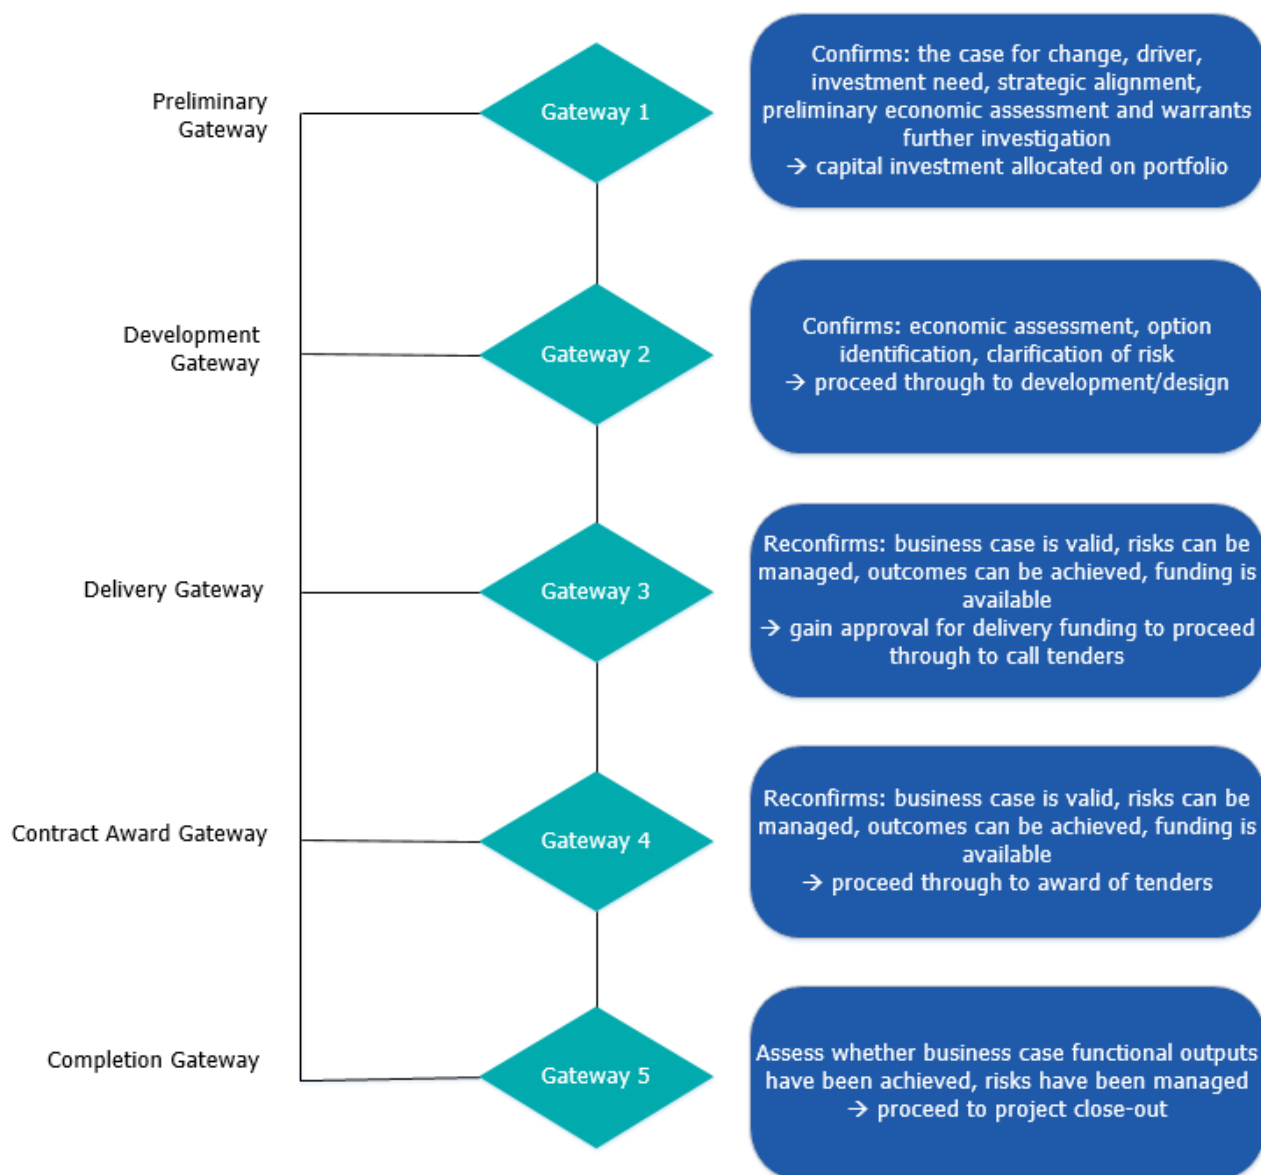 Preliminary
Gateway
Gateway 1
Confirms: the case for change, driver,
investment need, strategic alignment,
preliminary economic assessment and warrants
further investigation
→ capital investment allocated on portfolio
Development
Gateway
Gateway 2
Confirms: economic assessment, option
identification, clarification of risk
→ proceed through to development/design
Delivery Gateway
Gateway 3
Reconfirms: business case is valid, risks can be
managed, outcomes can be achieved, funding is
available
→ gain approval for delivery funding to proceed
through to call tenders
Contract Award Gateway
Gateway 4
Reconfirms: business case is valid, risks can be
managed, outcomes can be achieved, funding is
available
→ proceed through to award of tenders
Completion Gateway
Gateway 5
Assess whether business case functional outputs
have been achieved, risks have been managed
→ proceed to project close-out